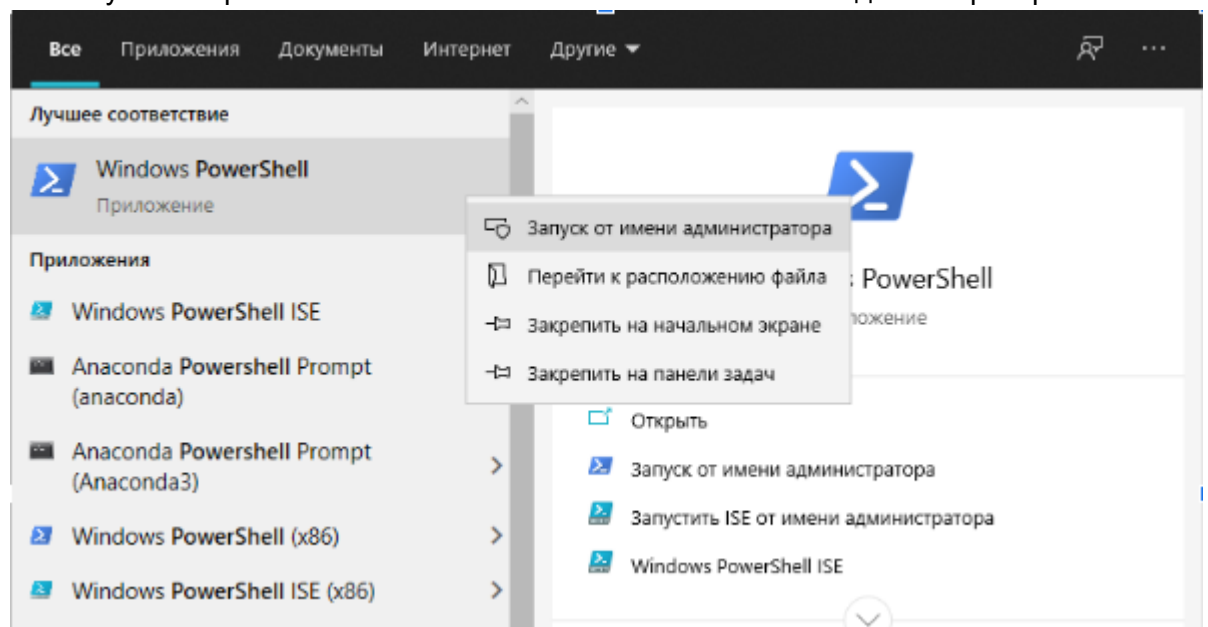 Все Приложения Документы Интернет Другие
Лучшее соответствие
Windows PowerShell
Приложение
Приложения
Windows PowerShell ISE
Anaconda Powershell Prompt
(anaconda)
Anaconda Powershell Prompt
(Anaconda3)
Windows PowerShell (x86)
Windows PowerShell ISE (x86)
Запуск от имени администратора
Перейти к расположению файла
Закрепить на начальном экране
Закрепить на панели задач
PowerShell
Открыть
Запуск от имени администратора
Запустить ISE от имени администратора
Windows PowerShell ISE